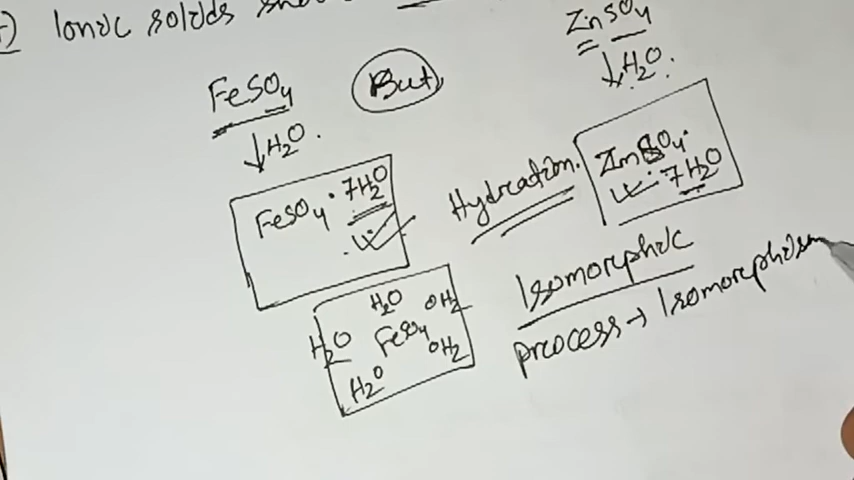 Ionic solids
FeSO4
But
ZnSO4
H2O
H2O
FeSO4 • 7H2O
Hydration.
ZnSO4 •
7H2O
Isomorphic
process → Isomorphism
H2O OH2
H2O FeSO4 OH2
H2O